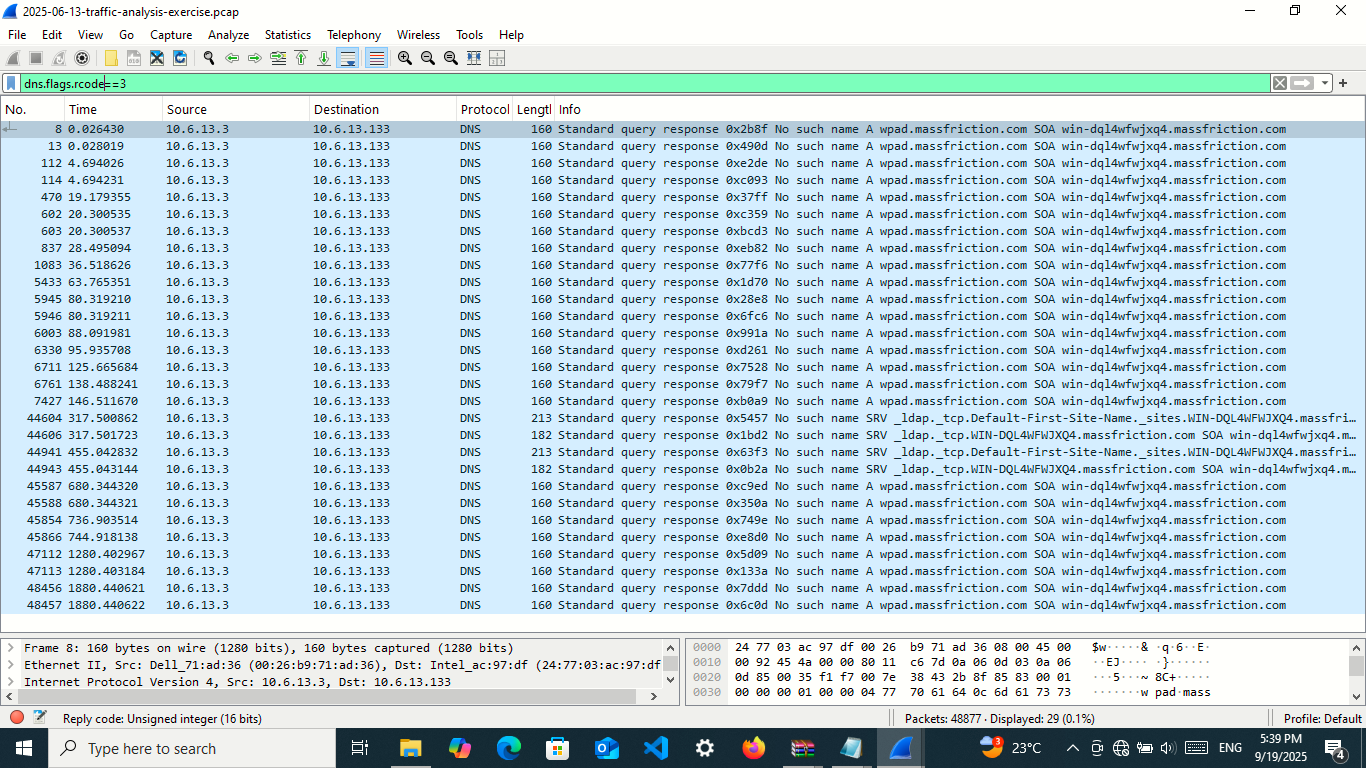 2025-06-13-traffic-analysis-exercise.pcap
File Edit View Go Capture Analyze Statistics Telephony Wireless Tools Help
dns.flags.rcode==3
No. Time Source Destination Protocol Lengtl Info
8 0.026430 10.6.13.3 10.6.13.133 DNS 160 Standard query response 0x2b8f No such name A wpad.massfriction.com SOA win-dql4wfwjxq4.massfriction.com
13 0.028019 10.6.13.3 10.6.13.133 DNS 160 Standard query response 0x490d No such name A wpad.massfriction.com SOA win-dql4wfwjxq4.massfriction.com
112 4.694026 10.6.13.3 10.6.13.133 DNS 160 Standard query response 0xe2de No such name A wpad.massfriction.com SOA win-dql4wfwjxq4.massfriction.com
114 4.694231 10.6.13.3 10.6.13.133 DNS 160 Standard query response 0xc093 No such name A wpad.massfriction.com SOA win-dql4wfwjxq4.massfriction.com
470 19.179355 10.6.13.3 10.6.13.133 DNS 160 Standard query response 0x37ff No such name A wpad.massfriction.com SOA win-dql4wfwjxq4.massfriction.com
602 20.300535 10.6.13.3 10.6.13.133 DNS 160 Standard query response 0xc359 No such name A wpad.massfriction.com SOA win-dql4wfwjxq4.massfriction.com
603 20.300537 10.6.13.3 10.6.13.133 DNS 160 Standard query response 0xbcd3 No such name A wpad.massfriction.com SOA win-dql4wfwjxq4.massfriction.com
837 28.495094 10.6.13.3 10.6.13.133 DNS 160 Standard query response 0xeb82 No such name A wpad.massfriction.com SOA win-dql4wfwjxq4.massfriction.com
1083 36.518626 10.6.13.3 10.6.13.133 DNS 160 Standard query response 0x77f6 No such name A wpad.massfriction.com SOA win-dql4wfwjxq4.massfriction.com
5433 63.765351 10.6.13.3 10.6.13.133 DNS 160 Standard query response 0x1d70 No such name A wpad.massfriction.com SOA win-dql4wfwjxq4.massfriction.com
5945 80.319210 10.6.13.3 10.6.13.133 DNS 160 Standard query response 0x28e8 No such name A wpad.massfriction.com SOA win-dql4wfwjxq4.massfriction.com
5946 80.319211 10.6.13.3 10.6.13.133 DNS 160 Standard query response 0x6fc6 No such name A wpad.massfriction.com SOA win-dql4wfwjxq4.massfriction.com
6003 88.091981 10.6.13.3 10.6.13.133 DNS 160 Standard query response 0x991a No such name A wpad.massfriction.com SOA win-dql4wfwjxq4.massfriction.com
6330 95.935708 10.6.13.3 10.6.13.133 DNS 160 Standard query response 0xd261 No such name A wpad.massfriction.com SOA win-dql4wfwjxq4.massfriction.com
6711 125.665684 10.6.13.3 10.6.13.133 DNS 160 Standard query response 0x7528 No such name A wpad.massfriction.com SOA win-dql4wfwjxq4.massfriction.com
6761 138.488241 10.6.13.3 10.6.13.133 DNS 160 Standard query response 0x79f7 No such name A wpad.massfriction.com SOA win-dql4wfwjxq4.massfriction.com
7427 146.511670 10.6.13.3 10.6.13.133 DNS 160 Standard query response 0xb0a9 No such name A wpad.massfriction.com SOA win-dql4wfwjxq4.massfriction.com
44604 317.500862 10.6.13.3 10.6.13.133 DNS 213 Standard query response 0x5457 No such name SRV _ldap._tcp.Default-First-Site-Name._sites.WIN-DQL4WFWJXQ4.massfri…
44606 317.501723 10.6.13.3 10.6.13.133 DNS 182 Standard query response 0x1bd2 No such name SRV _ldap._tcp.WIN-DQL4WFWJXQ4.massfriction.com SOA win-dql4wfwjxq4.m…
44941 455.042832 10.6.13.3 10.6.13.133 DNS 213 Standard query response 0x63f3 No such name SRV _ldap._tcp.Default-First-Site-Name._sites.WIN-DQL4WFWJXQ4.massfri…
44943 455.043144 10.6.13.3 10.6.13.133 DNS 182 Standard query response 0x0b2a No such name SRV _ldap._tcp.WIN-DQL4WFWJXQ4.massfriction.com SOA win-dql4wfwjxq4.m…
45587 680.344320 10.6.13.3 10.6.13.133 DNS 160 Standard query response 0xc9ed No such name A wpad.massfriction.com SOA win-dql4wfwjxq4.massfriction.com
45588 680.344321 10.6.13.3 10.6.13.133 DNS 160 Standard query response 0x350a No such name A wpad.massfriction.com SOA win-dql4wfwjxq4.massfriction.com
45854 736.903514 10.6.13.3 10.6.13.133 DNS 160 Standard query response 0x749e No such name A wpad.massfriction.com SOA win-dql4wfwjxq4.massfriction.com
45866 744.918138 10.6.13.3 10.6.13.133 DNS 160 Standard query response 0xe8d0 No such name A wpad.massfriction.com SOA win-dql4wfwjxq4.massfriction.com
47112 1280.402967 10.6.13.3 10.6.13.133 DNS 160 Standard query response 0x5d09 No such name A wpad.massfriction.com SOA win-dql4wfwjxq4.massfriction.com
47113 1280.403184 10.6.13.3 10.6.13.133 DNS 160 Standard query response 0x133a No such name A wpad.massfriction.com SOA win-dql4wfwjxq4.massfriction.com
48456 1880.440621 10.6.13.3 10.6.13.133 DNS 160 Standard query response 0x7ddd No such name A wpad.massfriction.com SOA win-dql4wfwjxq4.massfriction.com
48457 1880.440622 10.6.13.3 10.6.13.133 DNS 160 Standard query response 0x6c0d No such name A wpad.massfriction.com SOA win-dql4wfwjxq4.massfriction.com
Frame 8: 160 bytes on wire (1280 bits), 160 bytes captured (1280 bits)
Ethernet II, Src: Dell_71:ad:36 (00:26:b9:71:ad:36), Dst: Intel_ac:97:df (24:77:03:ac:97:df
Internet Protocol Version 4, Src: 10.6.13.3, Dst: 10.6.13.133
0000 24 77 03 ac 97 df 00 26 b9 71 ad 36 08 00 45 00 $w·····& ·q·6··E·
0010 00 92 45 4a 00 00 80 11 c6 7d 0a 06 0d 03 0a 06 ··EJ···· ·}······
0020 0d 85 00 35 f1 f7 00 7e 38 43 2b 8f 85 83 00 01 ···5···~ 8C+·····
0030 00 00 00 01 00 00 04 77 70 61 64 0c 6d 61 73 73 ·······w pad·mass
Reply code: Unsigned integer (16 bits)
Packets: 48877 · Displayed: 29 (0.1%)
Profile: Default
Type here to search
23°C
ENG
5:39 PM
9/19/2025
4